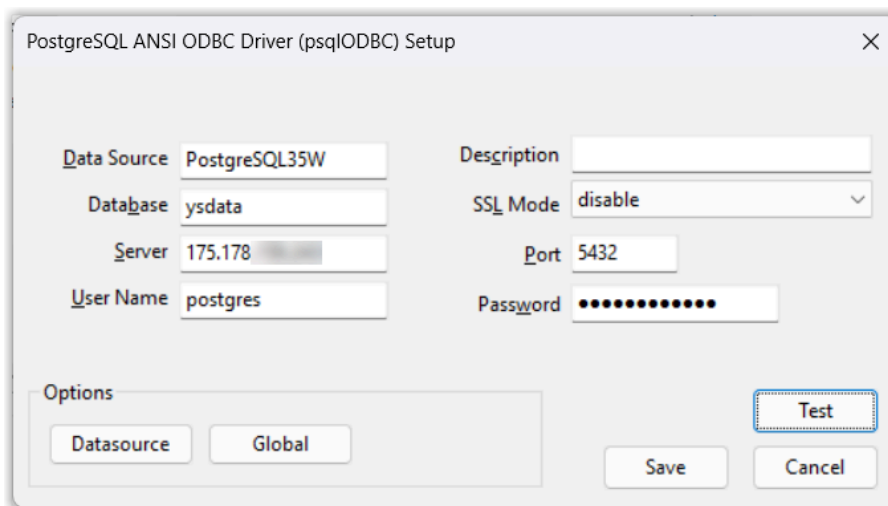 PostgreSQL ANSI ODBC Driver (psqlODBC) Setup
Data Source PostgreSQL35W
Description
Database ysdata
SSL Mode disable
Server 175.178
Port 5432
User Name postgres
Password ●●●●●●●●●●●●
Options
Datasource Global
Test
Save Cancel